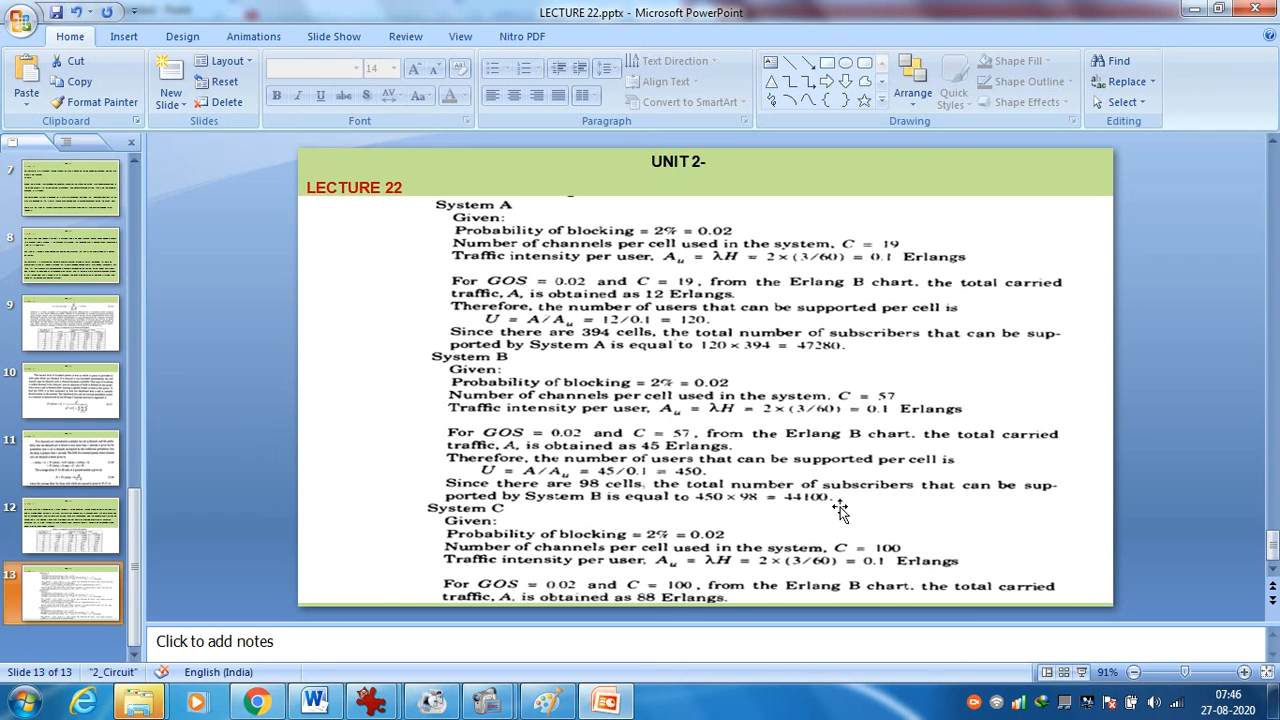 LECTURE 22.pptx - Microsoft PowerPoint
Home Insert Design Animations Slide Show Review View Nitro PDF
Paste
Cut
Copy
Format Painter
Clipboard
New Slide
Layout
Reset
Delete
Slides
14
B I U abc S AV Aa A
Font
Text Direction
Align Text
Convert to SmartArt
Paragraph
Arrange
Quick Styles
Shape Fill
Shape Outline
Shape Effects
Drawing
Find
Replace
Select
Editing
7
8
9
10
11
12
13
UNIT 2-
LECTURE 22
System A
Given:
Probability of blocking = 2% = 0.02
Number of channels per cell used in the system, C = 19
Traffic intensity per user, Au = λH = 2 × (3/60) = 0.1 Erlangs
For GOS = 0.02 and C = 19, from the Erlang B chart, the total carried
traffic, A, is obtained as 12 Erlangs.
Therefore, the number of users that can be supported per cell is
U = A/Au = 12/0.1 = 120.
Since there are 394 cells, the total number of subscribers that can be sup-
ported by System A is equal to 120 × 394 = 47280.
System B
Given:
Probability of blocking = 2% = 0.02
Number of channels per cell used in the system, C = 57
Traffic intensity per user, Au = λH = 2 × (3/60) = 0.1 Erlangs
For GOS = 0.02 and C = 57, from the Erlang B chart, the total carried
traffic, A, is obtained as 45 Erlangs.
Therefore, the number of users that can be supported per cell is
U = A/Au = 45/0.1 = 450.
Since there are 98 cells, the total number of subscribers that can be sup-
ported by System B is equal to 450 × 98 = 44100.
System C
Given:
Probability of blocking = 2% = 0.02
Number of channels per cell used in the system, C = 100
Traffic intensity per user, Au = λH = 2 × (3/60) = 0.1 Erlangs
For GOS = 0.02 and C = 100, from the Erlang B chart, the total carried
traffic, A, is obtained as 88 Erlangs.
Click to add notes
Slide 13 of 13 "2_Circuit" English (India) 91%
07:46
27-08-2020